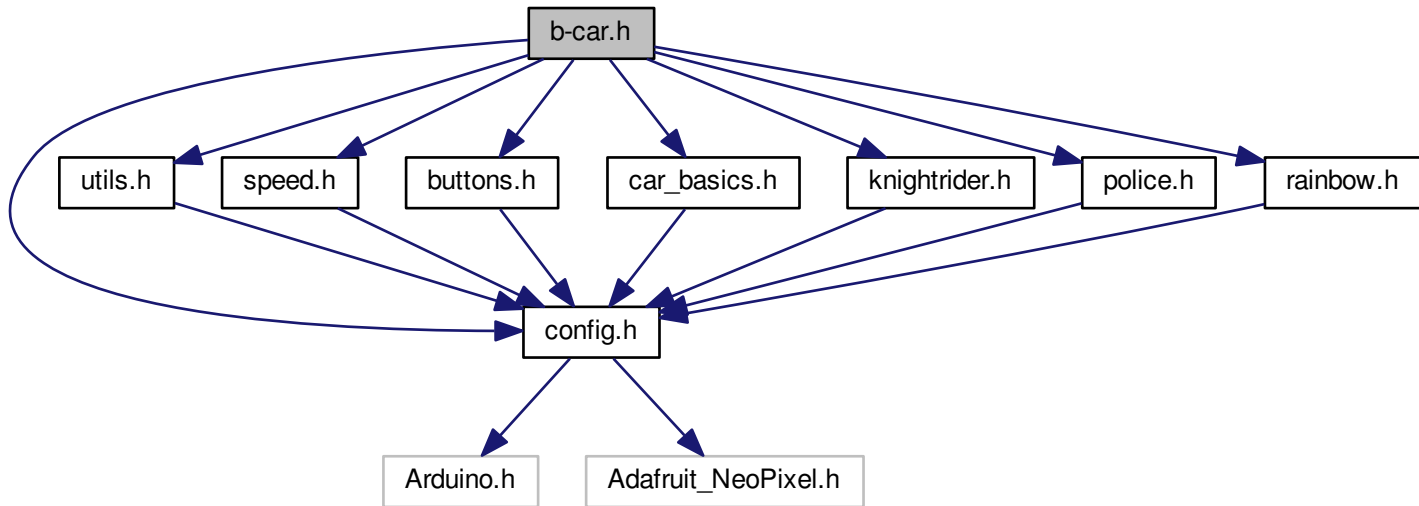 b-car.h
utils.h
speed.h
buttons.h
car_basics.h
knightrider.h
police.h
rainbow.h
config.h
Arduino.h
Adafruit_NeoPixel.h